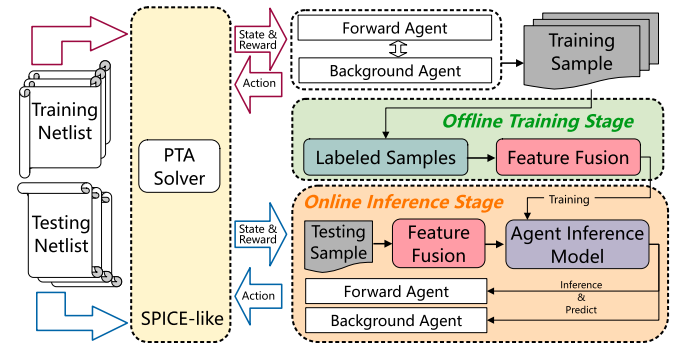 Training
Netlist
Testing
Netlist
PTA
Solver
SPICE-like
State &
Reward
Action
Forward Agent
Background Agent
Training
Sample
Offline Training Stage
Labeled Samples
Feature Fusion
Online Inference Stage
Training
State &
Reward
Action
Testing
Sample
Feature
Fusion
Agent Inference
Model
Forward Agent
Background Agent
Inference
&
Predict